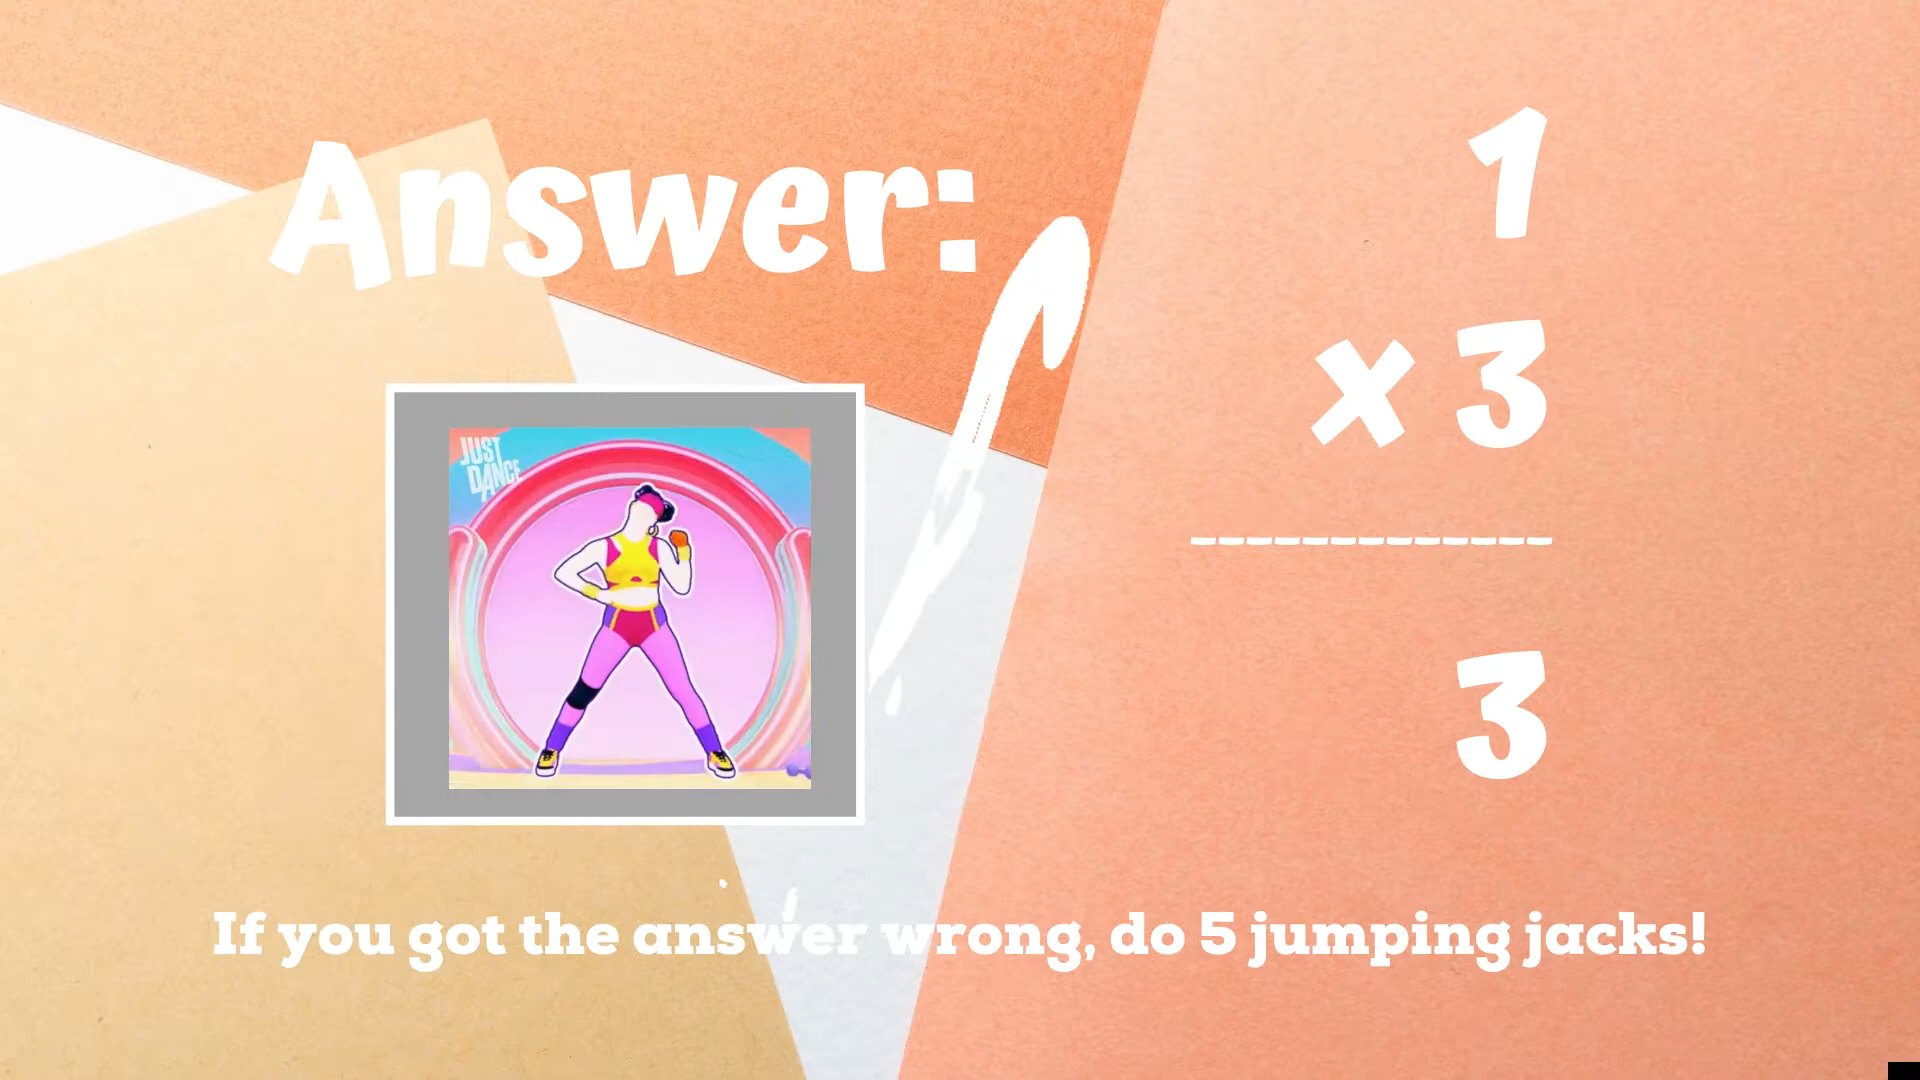 Answer:
JUST
DANCE
1
x 3
-------------
3
If you got the answer wrong, do 5 jumping jacks!